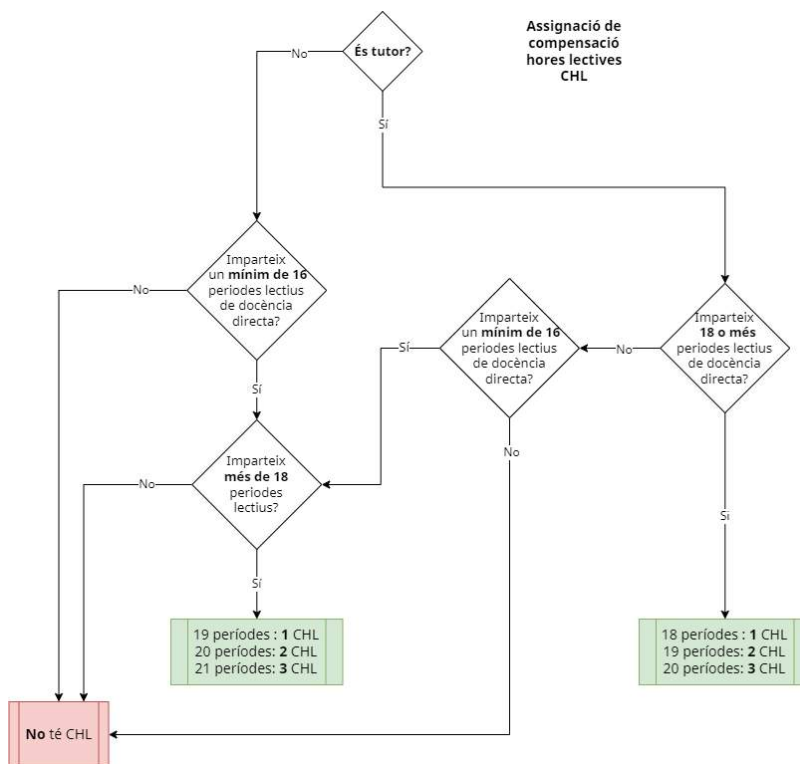 Assignació de
compensació
hores lectives
CHL
És tutor?
No
Sí
Imparteix
un mínim de 16
periodes lectius
de docència
directa?
No
Sí
Imparteix
18 o més
periodes lectius
de docència
directa?
No
Si
Imparteix
un mínim de 16
periodes lectius
de docència
directa?
Sí
No
Imparteix
més de 18
periodes
lectius?
No
Sí
19 períodes : 1 CHL
20 períodes: 2 CHL
21 períodes: 3 CHL
18 períodes : 1 CHL
19 períodes: 2 CHL
20 períodes: 3 CHL
No té CHL